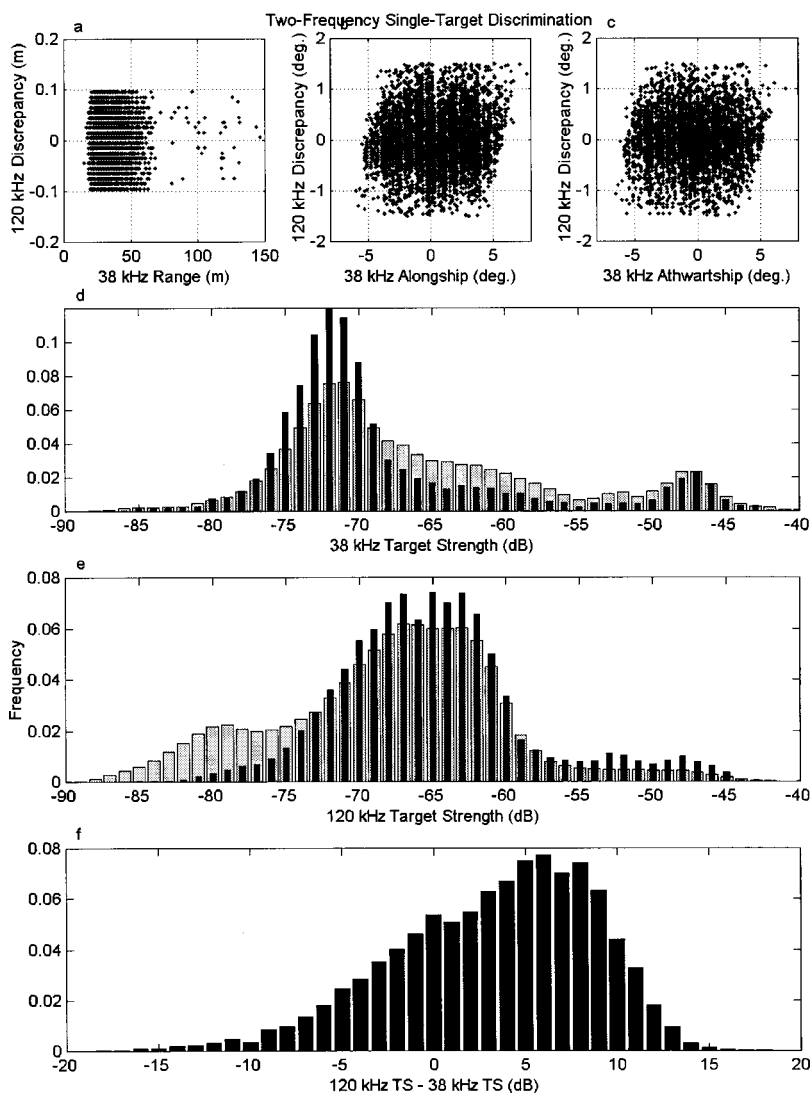 Two-Frequency Single-Target Discrimination
a
b
c
120 kHz Discrepancy (m)
0.2
0.1
0
-0.1
-0.2
0 50 100 150
38 kHz Range (m)
120 kHz Discrepancy (deg.)
2
1
0
-1
-2
-5 0 5
38 kHz Alongship (deg.)
120 kHz Discrepancy (deg.)
2
1
0
-1
-2
-5 0 5
38 kHz Athwartship (deg.)
d
0.1
0.08
0.06
0.04
0.02
0
-90 -85 -80 -75 -70 -65 -60 -55 -50 -45 -40
38 kHz Target Strength (dB)
e
Frequency
0.08
0.06
0.04
0.02
0
-90 -85 -80 -75 -70 -65 -60 -55 -50 -45 -40
120 kHz Target Strength (dB)
f
0.08
0.06
0.04
0.02
0
-20 -15 -10 -5 0 5 10 15 20
120 kHz TS - 38 kHz TS (dB)